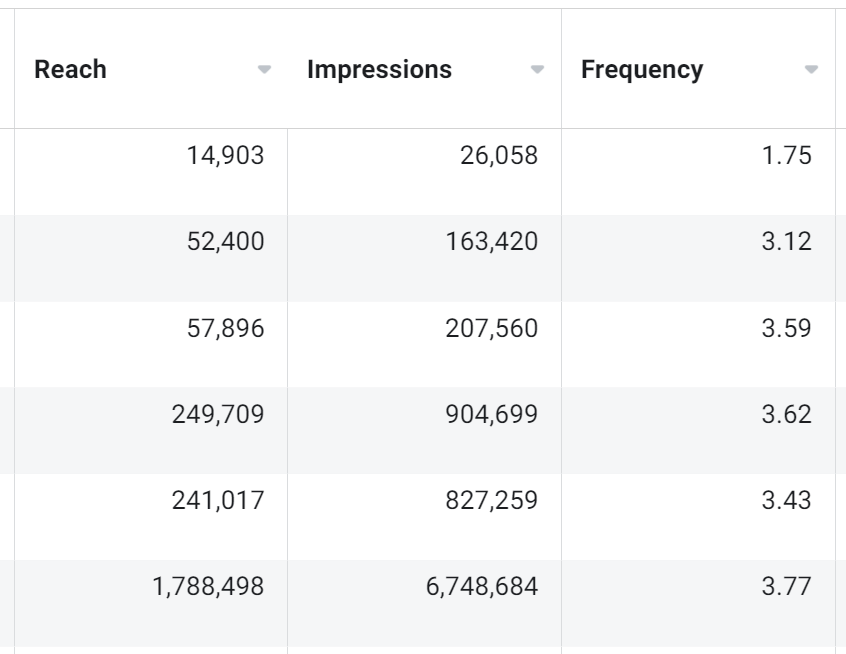 Reach Impressions Frequency
14,903 26,058 1.75
52,400 163,420 3.12
57,896 207,560 3.59
249,709 904,699 3.62
241,017 827,259 3.43
1,788,498 6,748,684 3.77